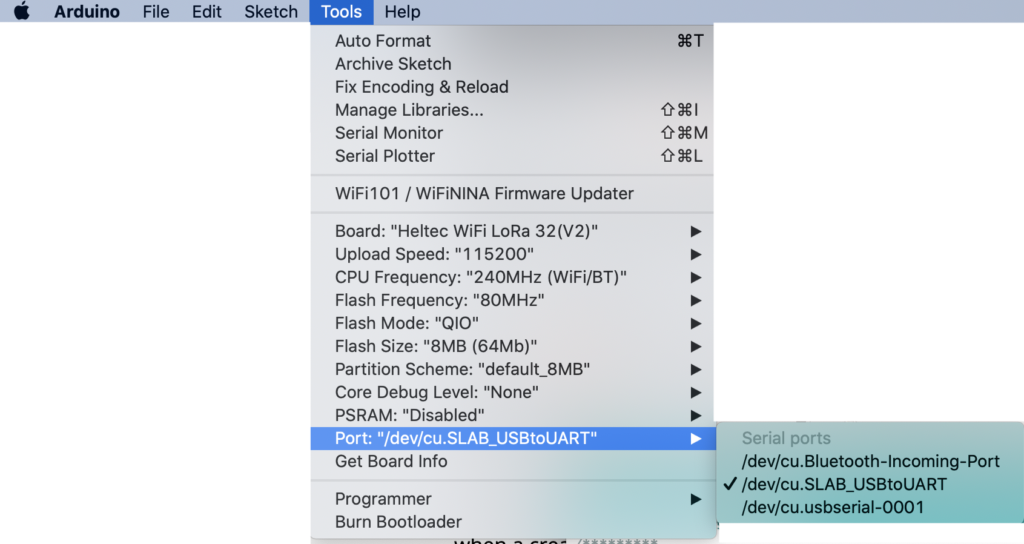 Arduino File Edit Sketch Tools Help
Auto Format ⌘T
Archive Sketch
Fix Encoding & Reload
Manage Libraries... ⇧⌘I
Serial Monitor ⇧⌘M
Serial Plotter ⇧⌘L
WiFi101 / WiFiNINA Firmware Updater
Board: "Heltec WiFi LoRa 32(V2)"
Upload Speed: "115200"
CPU Frequency: "240MHz (WiFi/BT)"
Flash Frequency: "80MHz"
Flash Mode: "QIO"
Flash Size: "8MB (64Mb)"
Partition Scheme: "default_8MB"
Core Debug Level: "None"
PSRAM: "Disabled"
Port: "/dev/cu.SLAB_USBtoUART"
Get Board Info
Programmer
Burn Bootloader
Serial ports
/dev/cu.Bluetooth-Incoming-Port
✓ /dev/cu.SLAB_USBtoUART
/dev/cu.usbserial-0001